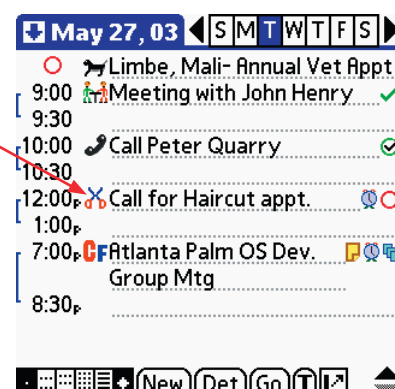 May 27, 03 S M T W T F S
Limbe, Mali- Annual Vet Appt
9:00 Meeting with John Henry
9:30
10:00 Call Peter Quarry
10:30
12:00P Call for Haircut appt.
1:00P
7:00P CF Atlanta Palm OS Dev.
Group Mtg
8:30P
New Det Go T